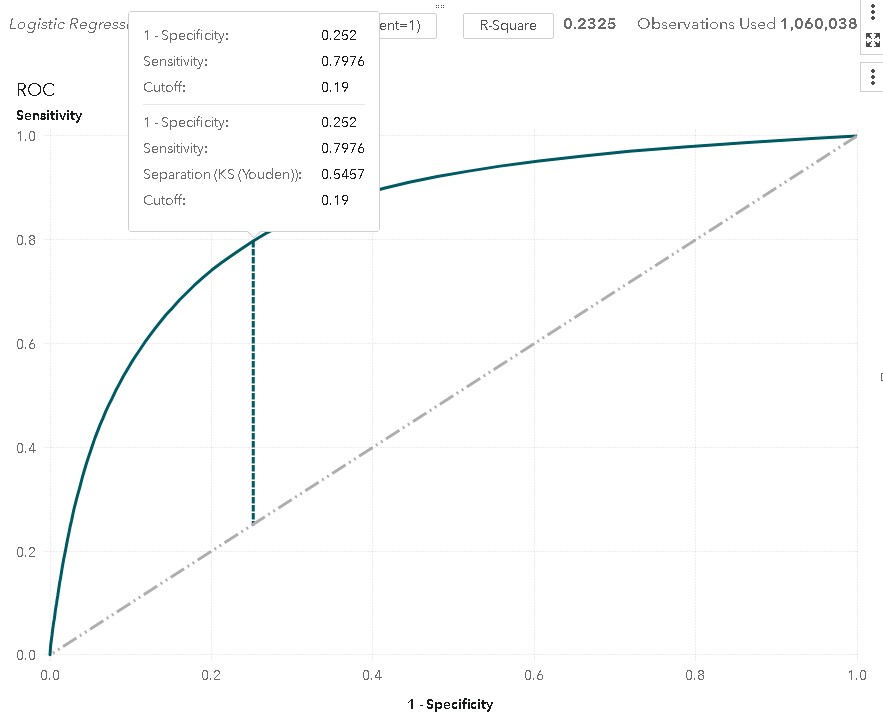 Logistic Regressi ent=1) R-Square 0.2325 Observations Used 1,060,038
1 - Specificity: 0.252
Sensitivity: 0.7976
Cutoff: 0.19
1 - Specificity: 0.252
Sensitivity: 0.7976
Separation (KS (Youden)): 0.5457
Cutoff: 0.19
ROC
Sensitivity
1.0
0.8
0.6
0.4
0.2
0.0
0.0 0.2 0.4 0.6 0.8 1.0
1 - Specificity